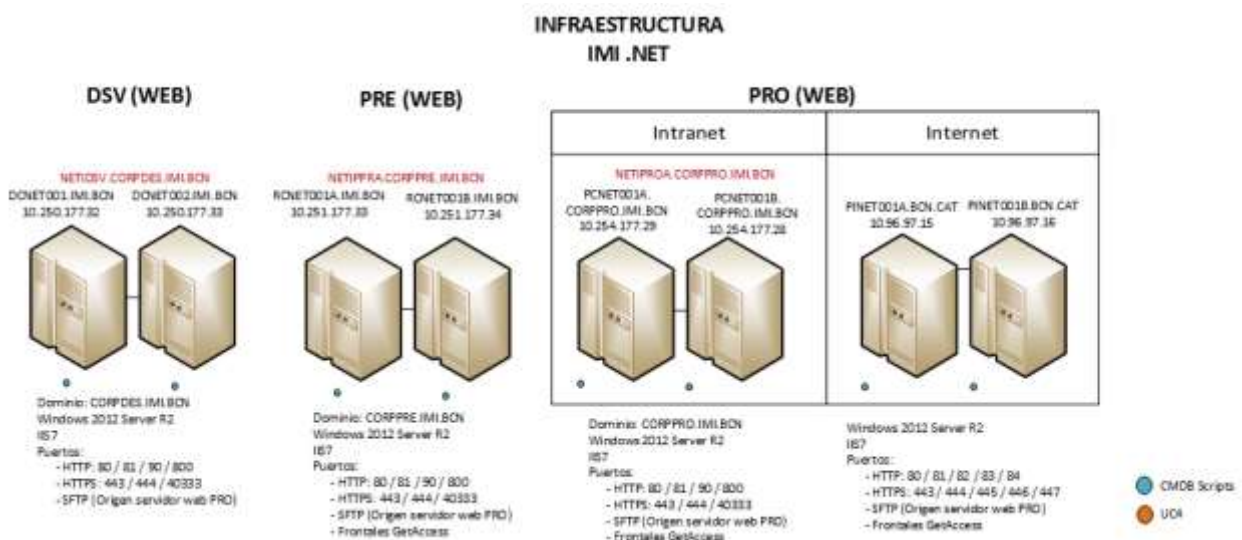 INFRAESTRUCTURA
IMI .NET
DSV (WEB)
NETIDSV.CORPDES.IMI.BCN
DCNET001.IMI.BCN
10.250.177.32
DCNET002.IMI.BCN
10.250.177.33
Dominio: CORPDES.IMI.BCN
Windows 2012 Server R2
IIS7
Puertos:
- HTTP: 80 / 81 / 90 / 800
- HTTPS: 443 / 444 / 40333
- SFTP (Origen servidor web PRO)
PRE (WEB)
NETIPRA.CORPPRE.IMI.BCN
RCNET001A.IMI.BCN
10.251.177.33
RCNET001B.IMI.BCN
10.251.177.34
Dominio: CORPPRE.IMI.BCN
Windows 2012 Server R2
IIS7
Puertos:
- HTTP: 80 / 81 / 90 / 800
- HTTPS: 443 / 444 / 40333
- SFTP (Origen servidor web PRO)
- Frontales GetAccess
PRO (WEB)
Intranet
NETIPROA.CORPPRO.IMI.BCN
PCNET001A.
CORPPRO.IMI.BCN
10.254.177.29
PCNET001B.
CORPPRO.IMI.BCN
10.254.177.28
Dominio: CORPPRO.IMI.BCN
Windows 2012 Server R2
IIS7
Puertos:
- HTTP: 80 / 81 / 90 / 800
- HTTPS: 443 / 444 / 40333
- SFTP (Origen servidor web PRO)
- Frontales GetAccess
Internet
PINET001A.BCN.CAT
10.96.97.15
PINET001B.BCN.CAT
10.96.97.16
Windows 2012 Server R2
IIS7
Puertos:
- HTTP: 80 / 81 / 82 / 83 / 84
- HTTPS: 443 / 444 / 445 / 446 / 447
- SFTP (Origen servidor web PRO)
- Frontales GetAccess
CMDB Scripts